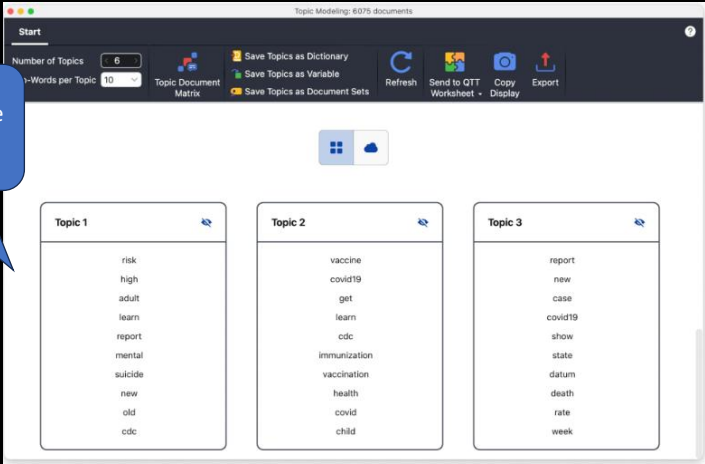 Topic Modeling: 6075 documents
Start
Number of Topics 6
-Words per Topic 10
Topic Document
Matrix
Save Topics as Dictionary
Save Topics as Variable
Save Topics as Document Sets
Refresh
Send to QTT
Worksheet
Copy
Display
Export
Topic 1
risk
high
adult
learn
report
mental
suicide
new
old
cdc
Topic 2
vaccine
covid19
get
learn
cdc
immunization
vaccination
health
covid
child
Topic 3
report
new
case
covid19
show
state
datum
death
rate
week